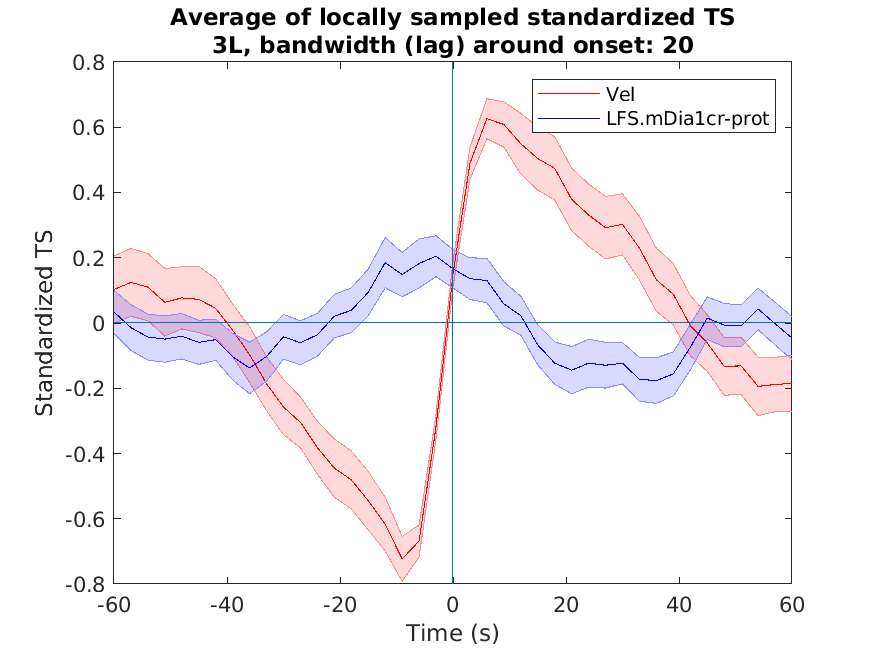 Average of locally sampled standardized TS
3L, bandwidth (lag) around onset: 20
Vel
LFS.mDia1cr-prot
Standardized TS
0.8
0.6
0.4
0.2
0
-0.2
-0.4
-0.6
-0.8
-60
-40
-20
0
20
40
60
Time (s)